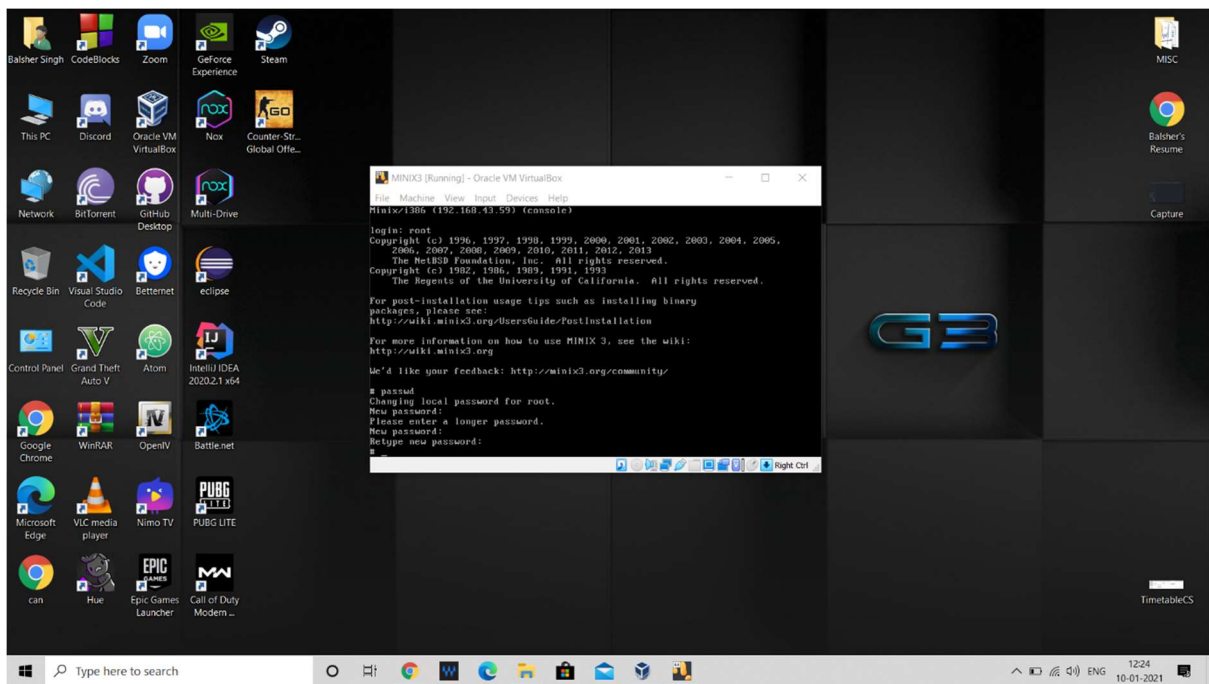 Balsher Singh
CodeBlocks
Zoom
GeForce
Experience
Steam
MISC
This PC
Discord
Oracle VM
VirtualBox
Nox
Counter-Str...
Global Offe...
GO
Balsher's
Resume
Network
BitTorrent
GitHub
Desktop
Multi-Drive
Capture
Recycle Bin
Visual Studio
Code
Betternet
eclipse
Control Panel
Grand Theft
Auto V
Atom
IntelliJ IDEA
2020.2.1 x64
Google
Chrome
WinRAR
OpenIV
Battle.net
Microsoft
Edge
VLC media
player
Nimo TV
PUBG LITE
can
Hue
Epic Games
Launcher
Call of Duty
Modern ...
TimetableCS
MINIX3 [Running] - Oracle VM VirtualBox
File Machine View Input Devices Help
Minix/i386 (192.168.43.59) (console)
login: root
Copyright (c) 1996, 1997, 1998, 1999, 2000, 2001, 2002, 2003, 2004, 2005,
2006, 2007, 2008, 2009, 2010, 2011, 2012, 2013
The NetBSD Foundation, Inc. All rights reserved.
Copyright (c) 1982, 1986, 1989, 1991, 1993
The Regents of the University of California. All rights reserved.
For post-installation usage tips such as installing binary
packages, please see:
http://wiki.minix3.org/UsersGuide/PostInstallation
For more information on how to use MINIX 3, see the wiki:
http://wiki.minix3.org
We'd like your feedback: http://minix3.org/community/
# passwd
Changing local password for root.
New password:
Please enter a longer password.
New password:
Retype new password:
# _
Right Ctrl
G3
Type here to search
ENG
12:24
10-01-2021